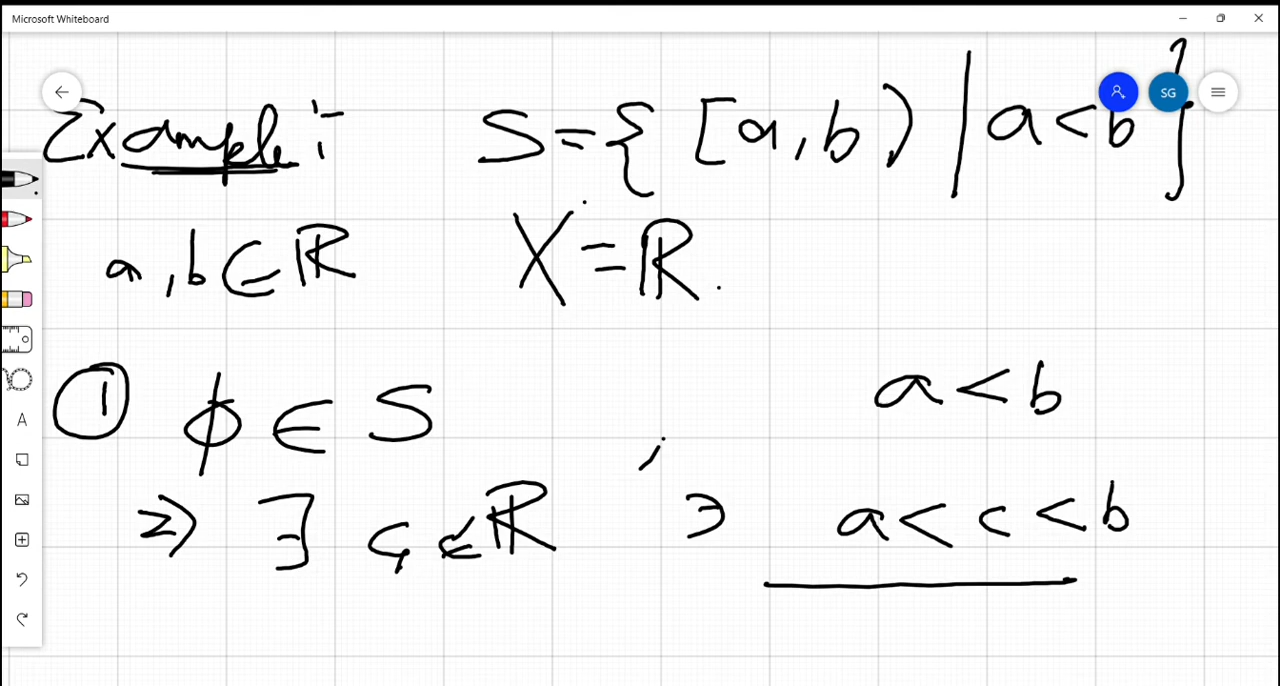 Microsoft Whiteboard
SG
Example:- S = { [a, b) | a < b }
a, b ∈ ℝ X = ℝ.
① ϕ ∈ S a < b
⇒ ∃ c, ∈ ℝ, ∋ a < c < b
A